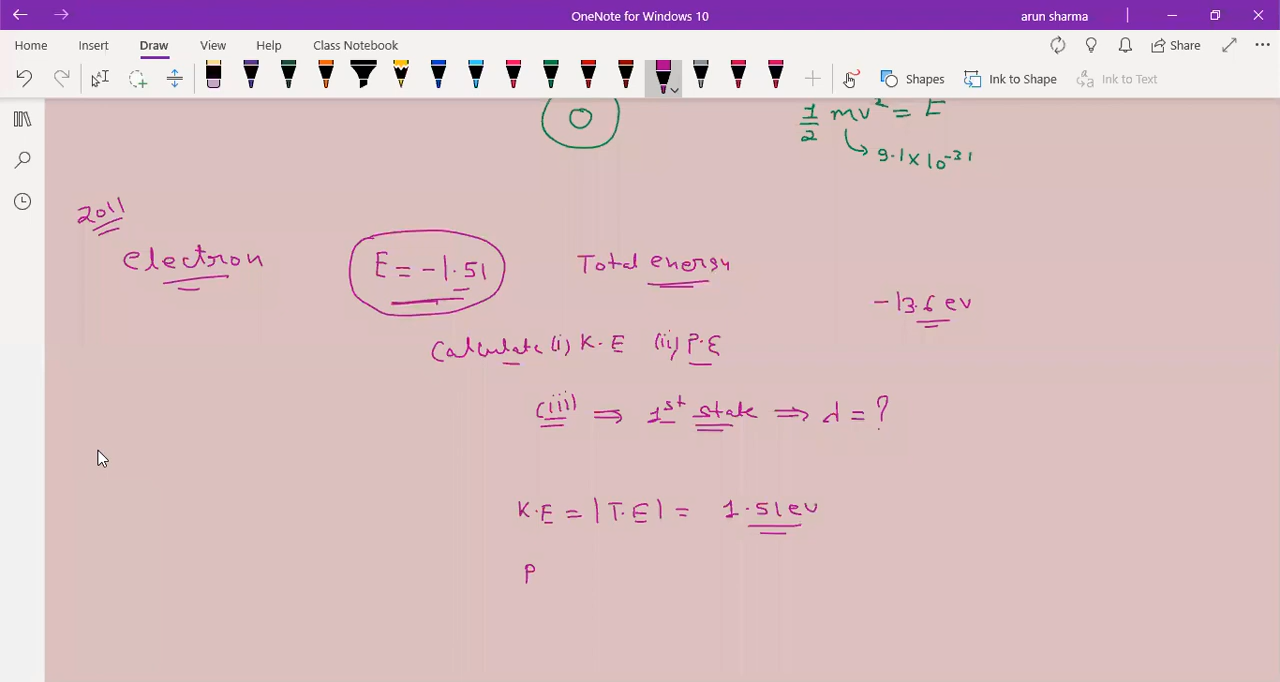 OneNote for Windows 10
arun sharma
Home Insert Draw View Help Class Notebook
Share
Shapes Ink to Shape Ink to Text
1/2 mv² = E
9.1×10⁻³¹
2011
electron E = -1.51 Total energy
-13.6 ev
Calculate (i) K.E (ii) P.E
(iii) ⇒ 1st state ⇒ d = ?
K.E = |T.E| = 1.51 ev
P